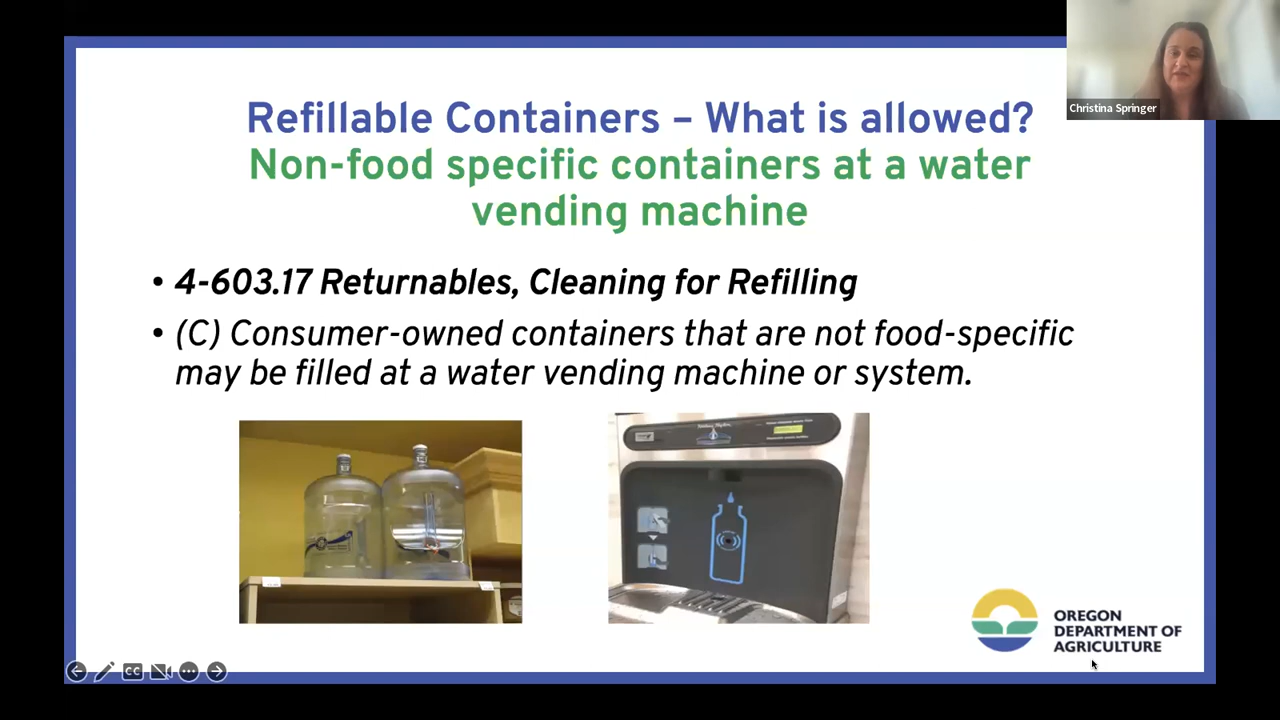 Christina Springer
Refillable Containers – What is allowed?
Non-food specific containers at a water
vending machine
• 4-603.17 Returnables, Cleaning for Refilling
• (C) Consumer-owned containers that are not food-specific
may be filled at a water vending machine or system.
OREGON
DEPARTMENT OF
AGRICULTURE
CC